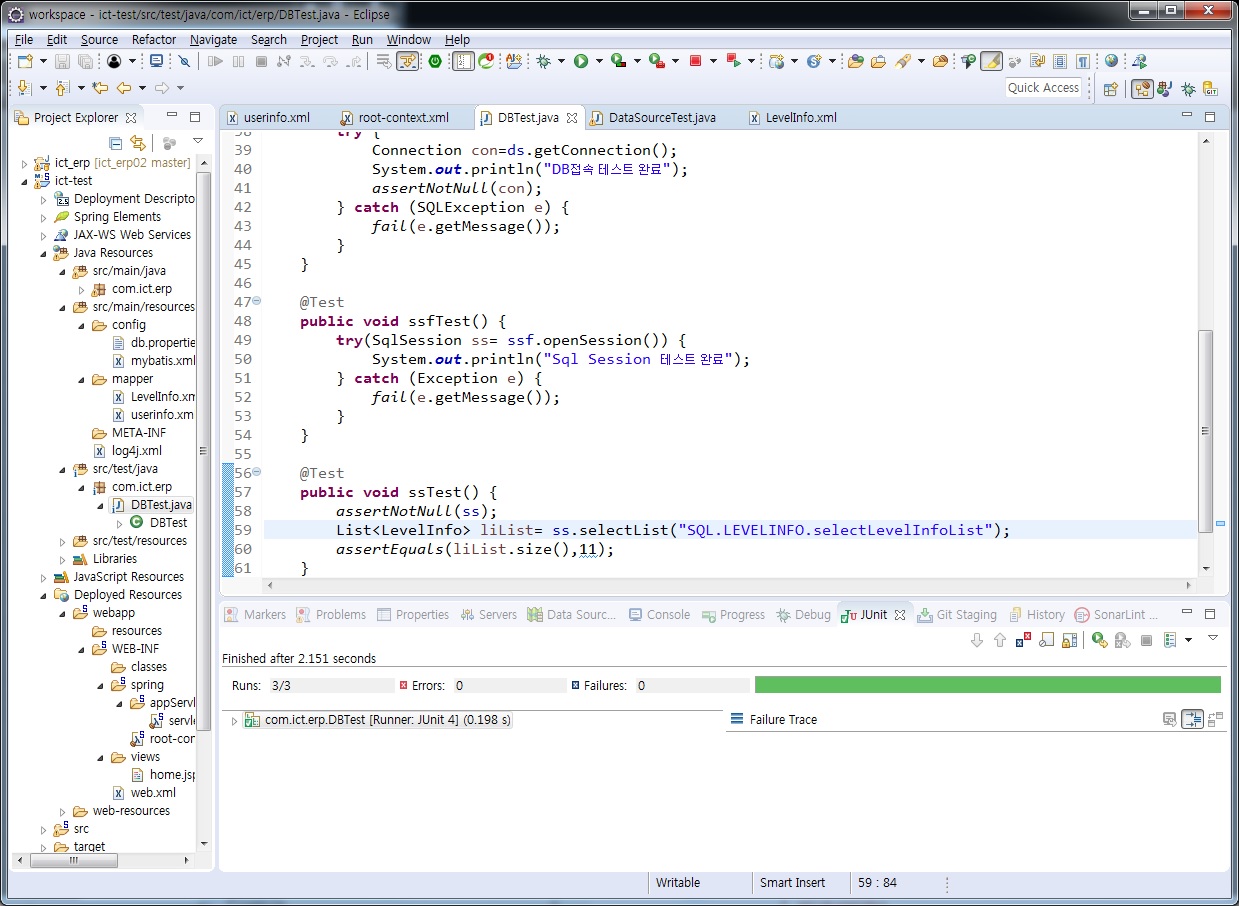 workspace - ict-test/src/test/java/com/ict/erp/DBTest.java - Eclipse
File Edit Source Refactor Navigate Search Project Run Window Help
Quick Access
Project Explorer
ict_erp [ict_erp02 master]
ict-test
Deployment Descripto
Spring Elements
JAX-WS Web Services
Java Resources
src/main/java
com.ict.erp
src/main/resources
config
db.propertie
mybatis.xml
mapper
LevelInfo.xm
userinfo.xm
META-INF
log4j.xml
src/test/java
com.ict.erp
DBTest.java
DBTest
src/test/resources
Libraries
JavaScript Resources
Deployed Resources
webapp
resources
WEB-INF
classes
spring
appServl
servle
root-con
views
home.jsp
web.xml
web-resources
src
target
userinfo.xml root-context.xml DBTest.java DataSourceTest.java LevelInfo.xml
38 try {
39 Connection con=ds.getConnection();
40 System.out.println("DB접속 테스트 완료");
41 assertNotNull(con);
42 } catch (SQLException e) {
43 fail(e.getMessage());
44 }
45 }
46
47 @Test
48 public void ssfTest() {
49 try(SqlSession ss= ssf.openSession()) {
50 System.out.println("Sql Session 테스트 완료");
51 } catch (Exception e) {
52 fail(e.getMessage());
53 }
54 }
55
56 @Test
57 public void ssTest() {
58 assertNotNull(ss);
59 List<LevelInfo> liList= ss.selectList("SQL.LEVELINFO.selectLevelInfoList");
60 assertEquals(liList.size(),11);
61 }
Markers Problems Properties Servers Data Sourc... Console Progress Debug JUnit Git Staging History SonarLint ...
Finished after 2.151 seconds
Runs: 3/3 Errors: 0 Failures: 0
com.ict.erp.DBTest [Runner: JUnit 4] (0.198 s)
Failure Trace
Writable Smart Insert 59 : 84